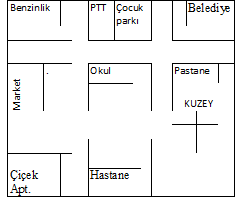 Benzinlik
PTT
Çocuk
parkı
Belediye
Market
Okul
Pastane
KUZEY
Çiçek
Apt.
Hastane